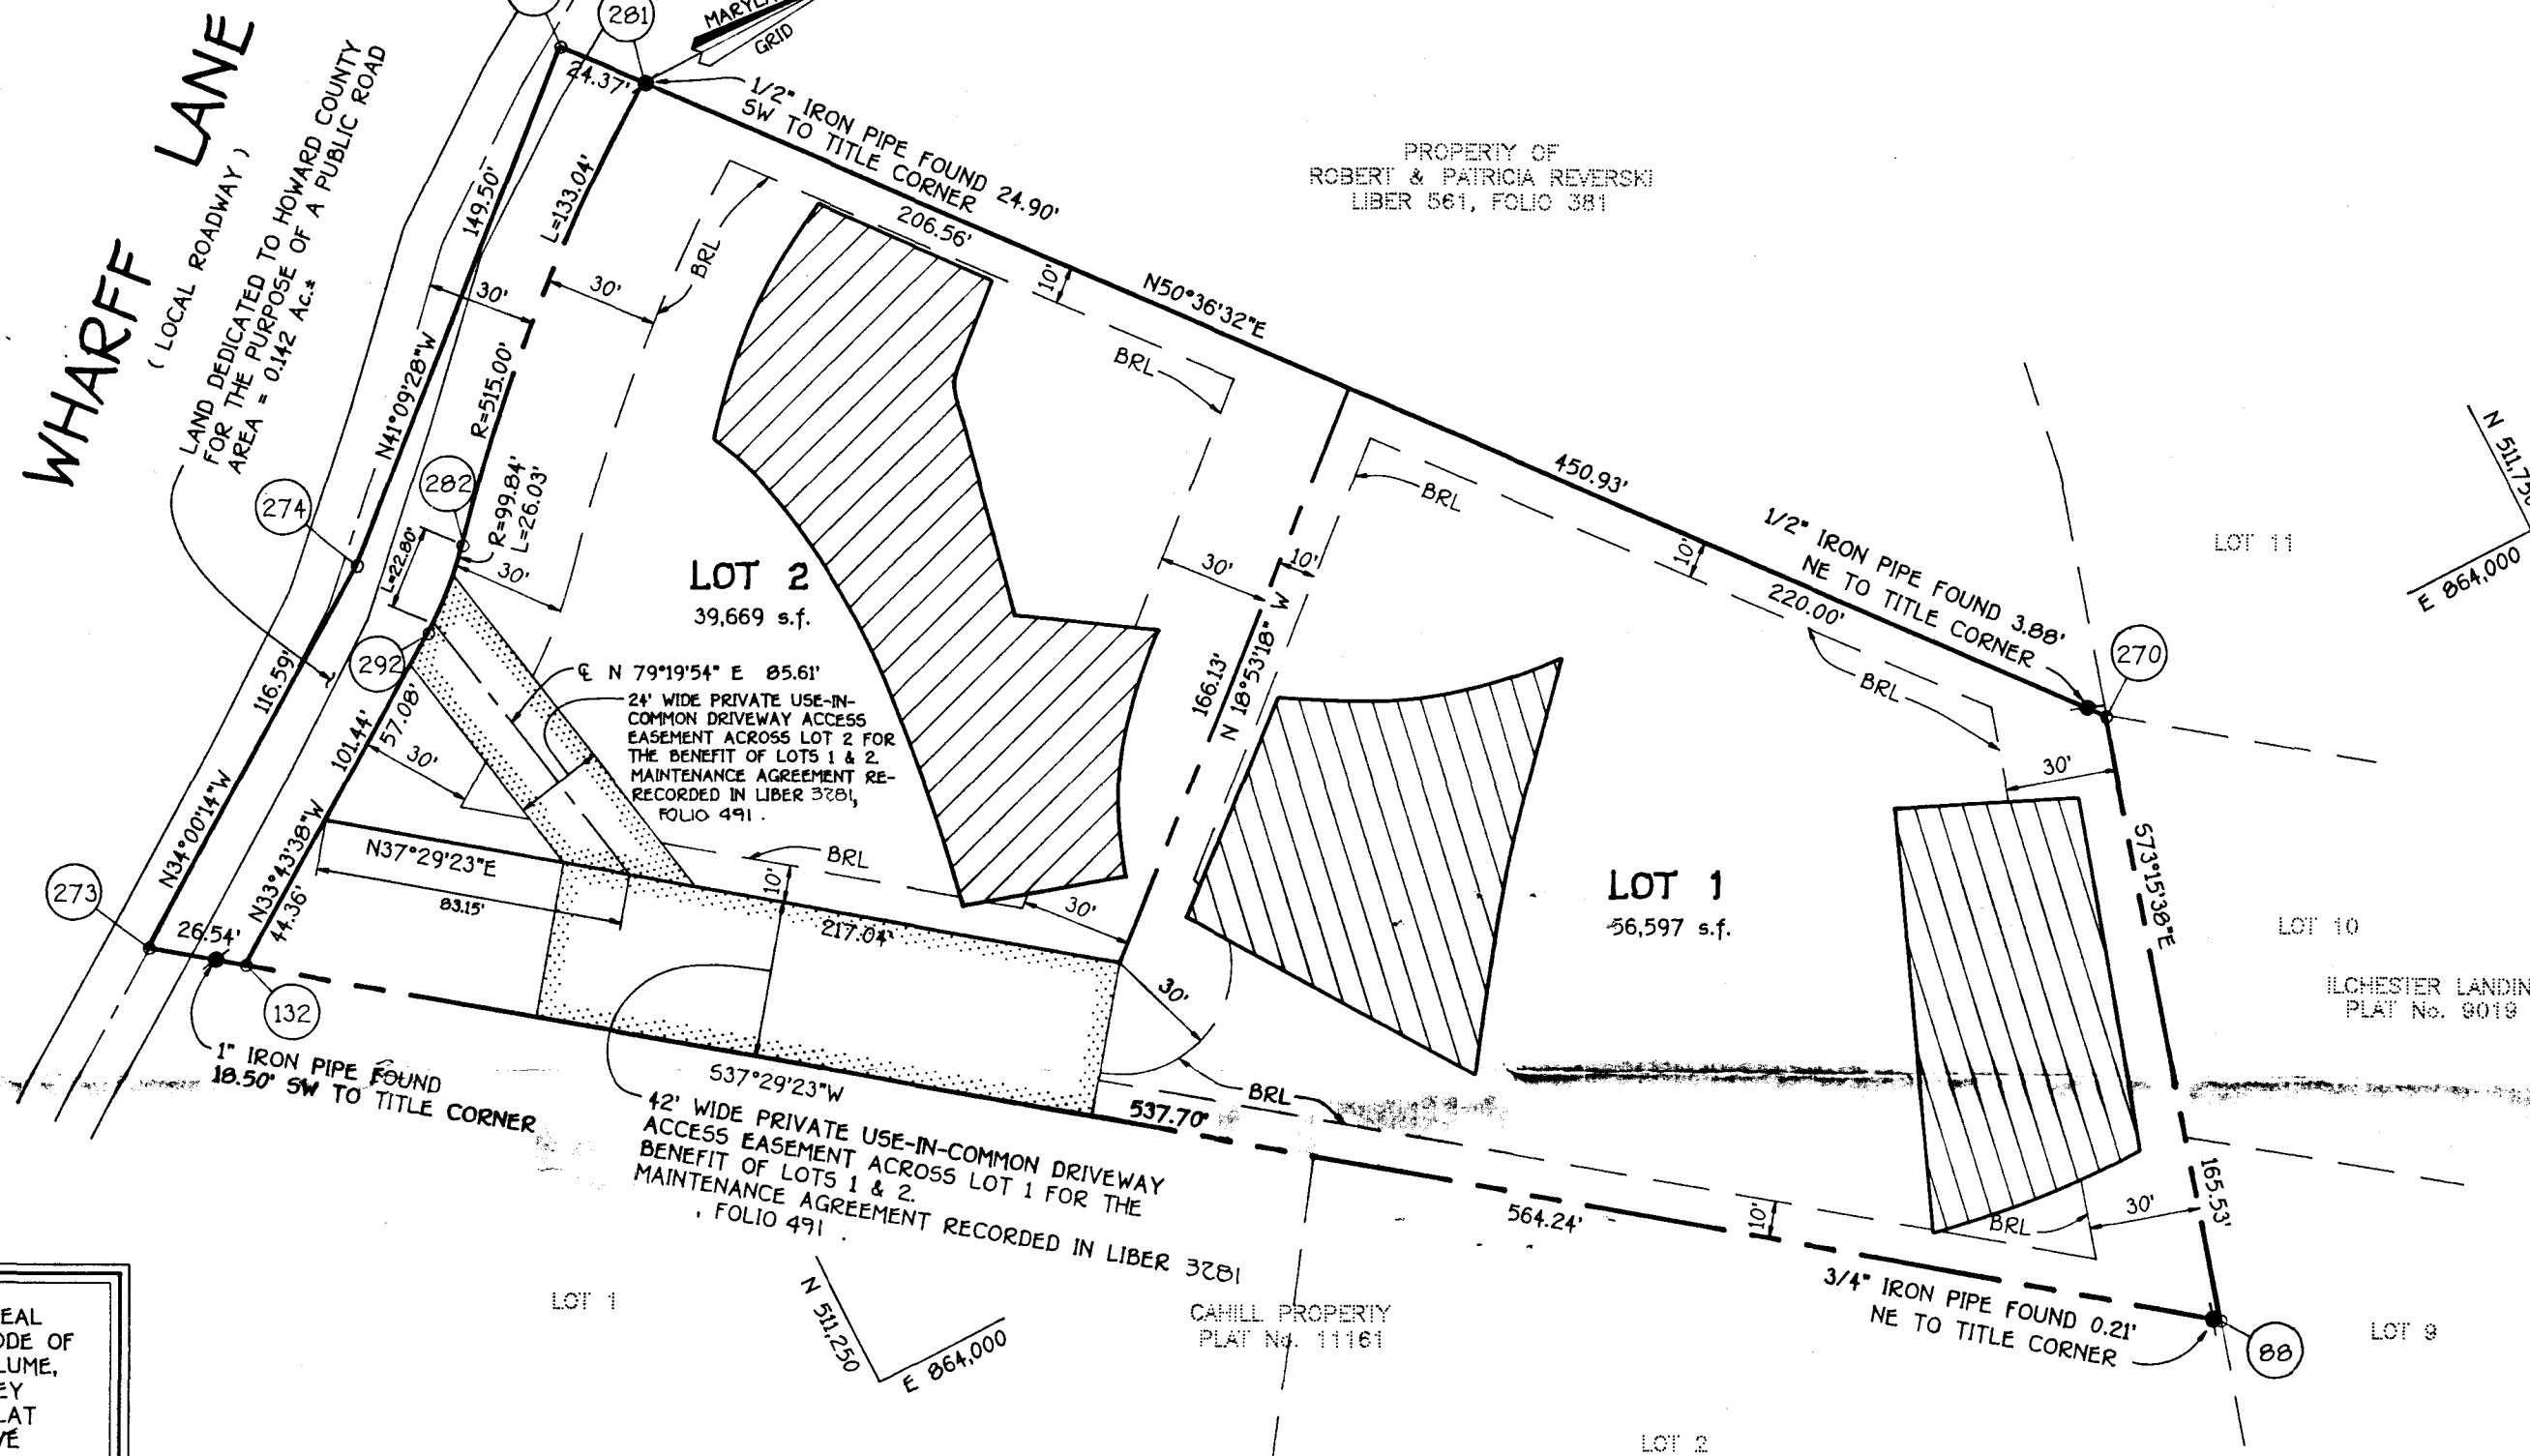 WHARFF LANE
( LOCAL ROADWAY )
LAND DEDICATED TO HOWARD COUNTY
FOR THE PURPOSE OF A PUBLIC ROAD
AREA = 0.142 Ac.±
281
GRID
24.37'
1/2" IRON PIPE FOUND 24.90'
SW TO TITLE CORNER
206.56'
PROPERTY OF
ROBERT & PATRICIA REVERSKI
LIBER 561, FOLIO 381
149.50'
L=133.04'
BRL
30'
30'
10'
N50°36'32"E
N41°09'28"W
R=515.00'
BRL
282
R=99.84'
L=26.03'
274
L=22.80'
30'
450.93'
BRL
1/2" IRON PIPE FOUND 3.88'
NE TO TITLE CORNER
10'
220.00'
LOT 11
N 511,750
E 864,000
LOT 2
39,669 s.f.
30'
10'
270
BRL
116.59'
292
℄ N 79°19'54" E 85.61'
24' WIDE PRIVATE USE-IN-
COMMON DRIVEWAY ACCESS
EASEMENT ACROSS LOT 2 FOR
THE BENEFIT OF LOTS 1 & 2.
MAINTENANCE AGREEMENT RE-
RECORDED IN LIBER 3281,
FOLIO 491 .
166.13'
N 18°53'18" W
101.44'
57.08'
30'
30'
N34°00'14"W
N33°43'38"W
44.36'
N37°29'23"E
83.15'
BRL
10'
30'
217.04'
LOT 1
56,597 s.f.
S73°15'38"E
LOT 10
ILCHESTER LANDIN
PLAT No. 9019
273
26.54'
132
30'
1" IRON PIPE FOUND
18.50' SW TO TITLE CORNER
S37°29'23"W
537.70'
BRL
42' WIDE PRIVATE USE-IN-COMMON DRIVEWAY
ACCESS EASEMENT ACROSS LOT 1 FOR THE
BENEFIT OF LOTS 1 & 2.
MAINTENANCE AGREEMENT RECORDED IN LIBER 3281
, FOLIO 491 .
564.24'
10'
BRL
30'
165.53'
3/4" IRON PIPE FOUND 0.21'
NE TO TITLE CORNER
88
LOT 9
LOT 1
N 511,250
E 864,000
CAHILL PROPERTY
PLAT No. 11161
LOT 2
EAL
ODE OF
LUME,
EY
LAT
VE